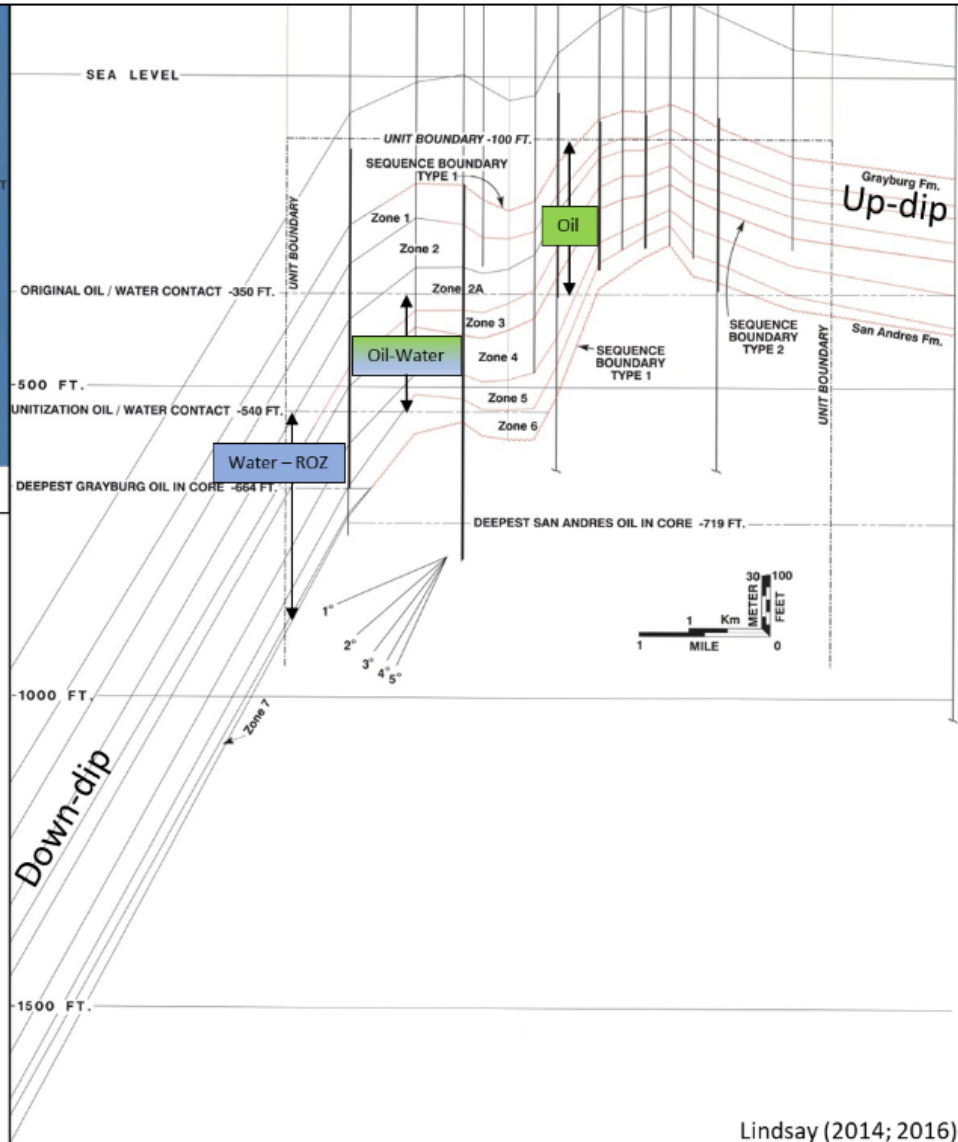 SEA LEVEL
T
UNIT BOUNDARY -100 FT.
SEQUENCE BOUNDARY
TYPE 1
Grayburg Fm.
Up-dip
UNIT BOUNDARY
Oil
Zone 1
Zone 2
ORIGINAL OIL / WATER CONTACT -350 FT.
Zone 2A
Zone 3
SEQUENCE
BOUNDARY
TYPE 2
San Andres Fm.
Oil-Water
Zone 4
SEQUENCE
BOUNDARY
TYPE 1
UNIT BOUNDARY
500 FT.
Zone 5
UNITIZATION OIL / WATER CONTACT -540 FT.
Zone 6
Water – ROZ
DEEPEST GRAYBURG OIL IN CORE -664 FT.
DEEPEST SAN ANDRES OIL IN CORE -719 FT.
30 100
METER
FEET
1 Km
1 MILE 0
1°
2°
3°
4°
5°
1000 FT.
Zone 7
Down-dip
1500 FT.
Lindsay (2014; 2016)